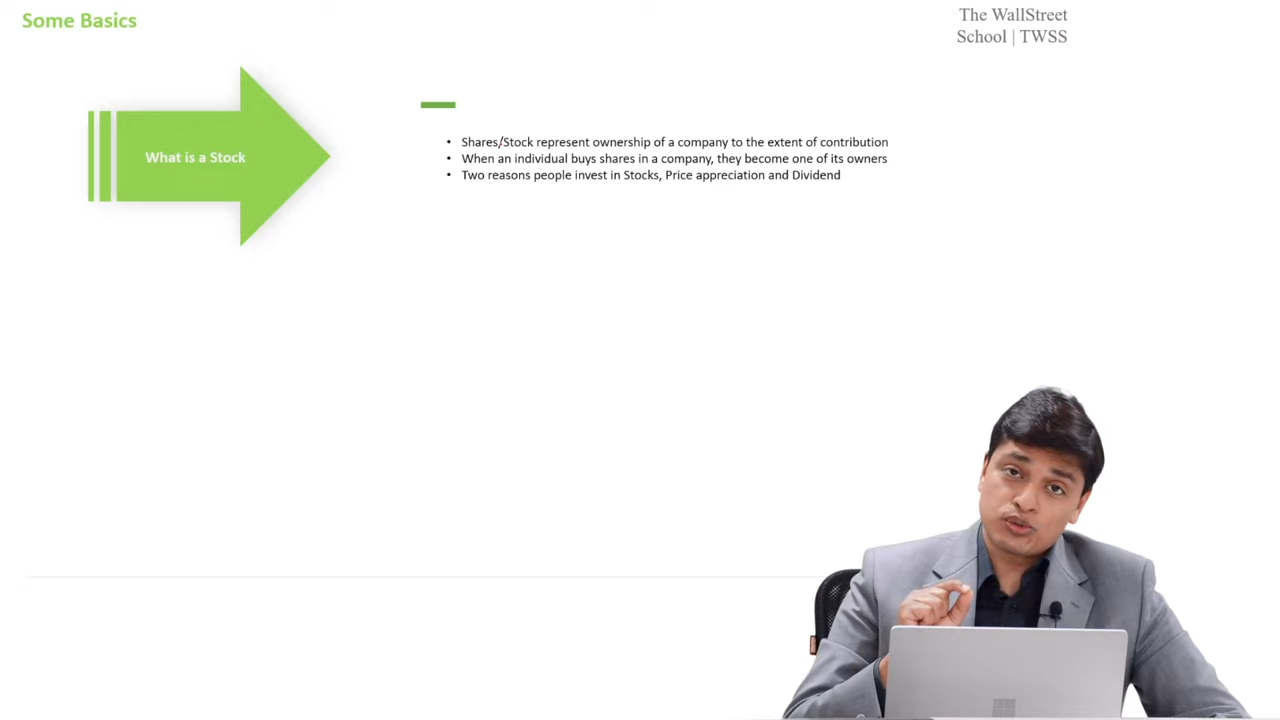 Some Basics
The WallStreet
School | TWSS
What is a Stock
• Shares/Stock represent ownership of a company to the extent of contribution
• When an individual buys shares in a company, they become one of its owners
• Two reasons people invest in Stocks, Price appreciation and Dividend